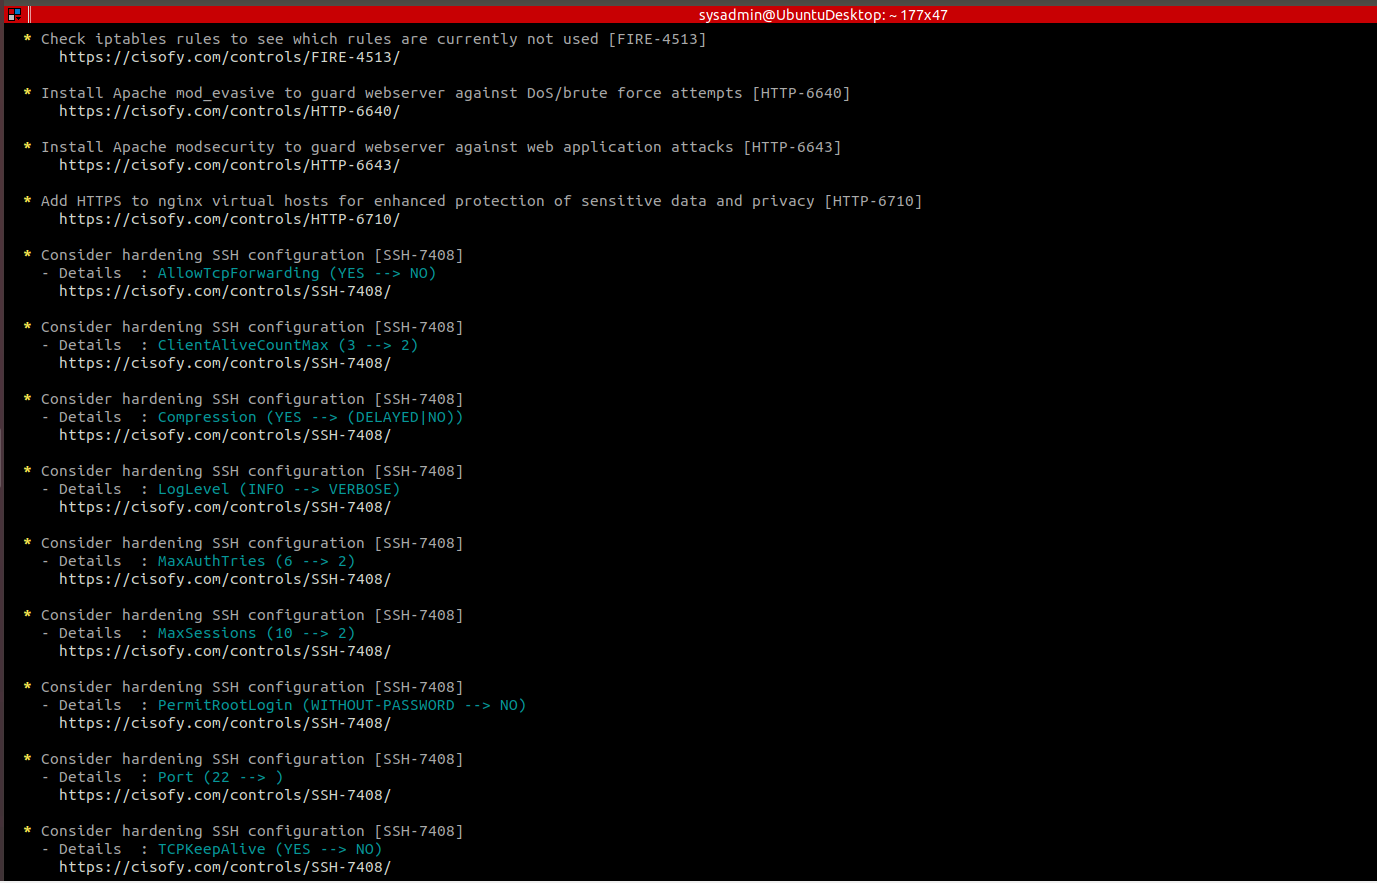 sysadmin@UbuntuDesktop: ~ 177x47
* Check iptables rules to see which rules are currently not used [FIRE-4513]
https://cisofy.com/controls/FIRE-4513/
* Install Apache mod_evasive to guard webserver against DoS/brute force attempts [HTTP-6640]
https://cisofy.com/controls/HTTP-6640/
* Install Apache modsecurity to guard webserver against web application attacks [HTTP-6643]
https://cisofy.com/controls/HTTP-6643/
* Add HTTPS to nginx virtual hosts for enhanced protection of sensitive data and privacy [HTTP-6710]
https://cisofy.com/controls/HTTP-6710/
* Consider hardening SSH configuration [SSH-7408]
- Details  : AllowTcpForwarding (YES --> NO)
https://cisofy.com/controls/SSH-7408/
* Consider hardening SSH configuration [SSH-7408]
- Details  : ClientAliveCountMax (3 --> 2)
https://cisofy.com/controls/SSH-7408/
* Consider hardening SSH configuration [SSH-7408]
- Details  : Compression (YES --> (DELAYED|NO))
https://cisofy.com/controls/SSH-7408/
* Consider hardening SSH configuration [SSH-7408]
- Details  : LogLevel (INFO --> VERBOSE)
https://cisofy.com/controls/SSH-7408/
* Consider hardening SSH configuration [SSH-7408]
- Details  : MaxAuthTries (6 --> 2)
https://cisofy.com/controls/SSH-7408/
* Consider hardening SSH configuration [SSH-7408]
- Details  : MaxSessions (10 --> 2)
https://cisofy.com/controls/SSH-7408/
* Consider hardening SSH configuration [SSH-7408]
- Details  : PermitRootLogin (WITHOUT-PASSWORD --> NO)
https://cisofy.com/controls/SSH-7408/
* Consider hardening SSH configuration [SSH-7408]
- Details  : Port (22 --> )
https://cisofy.com/controls/SSH-7408/
* Consider hardening SSH configuration [SSH-7408]
- Details  : TCPKeepAlive (YES --> NO)
https://cisofy.com/controls/SSH-7408/